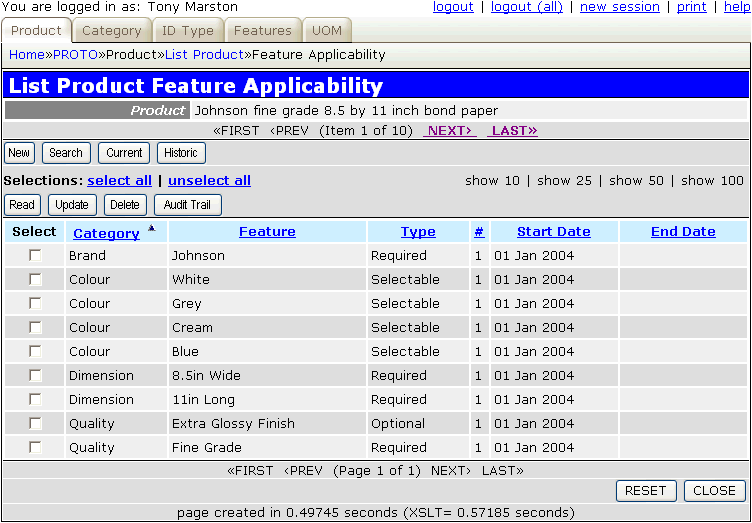 You are logged in as: Tony Marston logout | logout (all) | new session | print | help
Product Category ID Type Features UOM
Home»PROTO»Product»List Product»Feature Applicability
List Product Feature Applicability
Product Johnson fine grade 8.5 by 11 inch bond paper
«FIRST ‹PREV (Item 1 of 10) NEXT› LAST»
New Search Current Historic
Selections: select all | unselect all show 10 | show 25 | show 50 | show 100
Read Update Delete Audit Trail
Select Category Feature Type # Start Date End Date
Brand Johnson Required 1 01 Jan 2004
Colour White Selectable 1 01 Jan 2004
Colour Grey Selectable 1 01 Jan 2004
Colour Cream Selectable 1 01 Jan 2004
Colour Blue Selectable 1 01 Jan 2004
Dimension 8.5in Wide Required 1 01 Jan 2004
Dimension 11in Long Required 1 01 Jan 2004
Quality Extra Glossy Finish Optional 1 01 Jan 2004
Quality Fine Grade Required 1 01 Jan 2004
«FIRST ‹PREV (Page 1 of 1) NEXT› LAST»
RESET CLOSE
page created in 0.49745 seconds (XSLT= 0.57185 seconds)